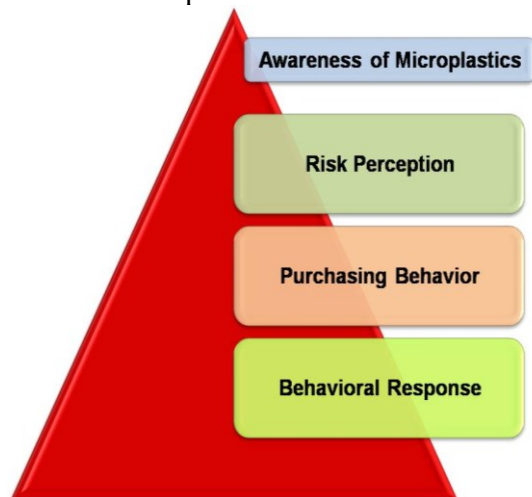 Awareness of Microplastics
Risk Perception
Purchasing Behavior
Behavioral Response